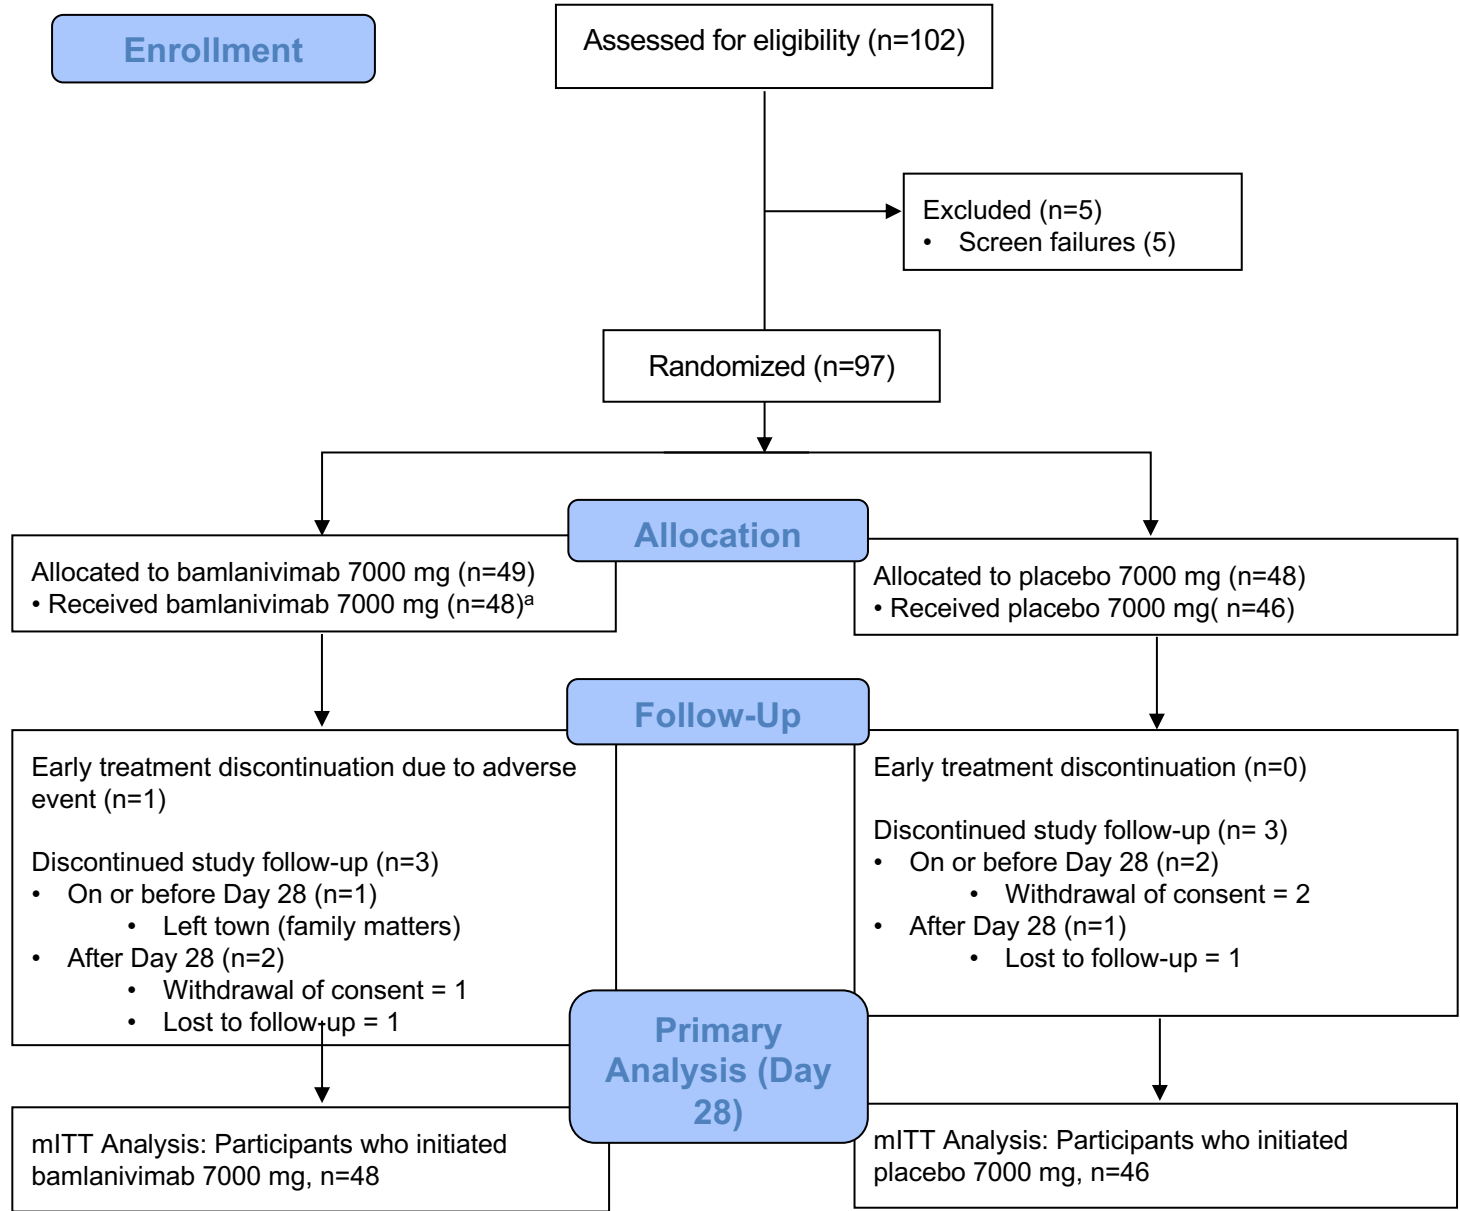 Enrollment
Assessed for eligibility (n=102)
Excluded (n=5)
• Screen failures (5)
Randomized (n=97)
Allocation
Allocated to bamlanivimab 7000 mg (n=49)
• Received bamlanivimab 7000 mg (n=48)ᵃ
Allocated to placebo 7000 mg (n=48)
• Received placebo 7000 mg( n=46)
Follow-Up
Early treatment discontinuation due to adverse
event (n=1)
Discontinued study follow-up (n=3)
• On or before Day 28 (n=1)
• Left town (family matters)
• After Day 28 (n=2)
• Withdrawal of consent = 1
• Lost to follow-up = 1
Early treatment discontinuation (n=0)
Discontinued study follow-up (n= 3)
• On or before Day 28 (n=2)
• Withdrawal of consent = 2
• After Day 28 (n=1)
• Lost to follow-up = 1
Primary
Analysis (Day
28)
mITT Analysis: Participants who initiated
bamlanivimab 7000 mg, n=48
mITT Analysis: Participants who initiated
placebo 7000 mg, n=46